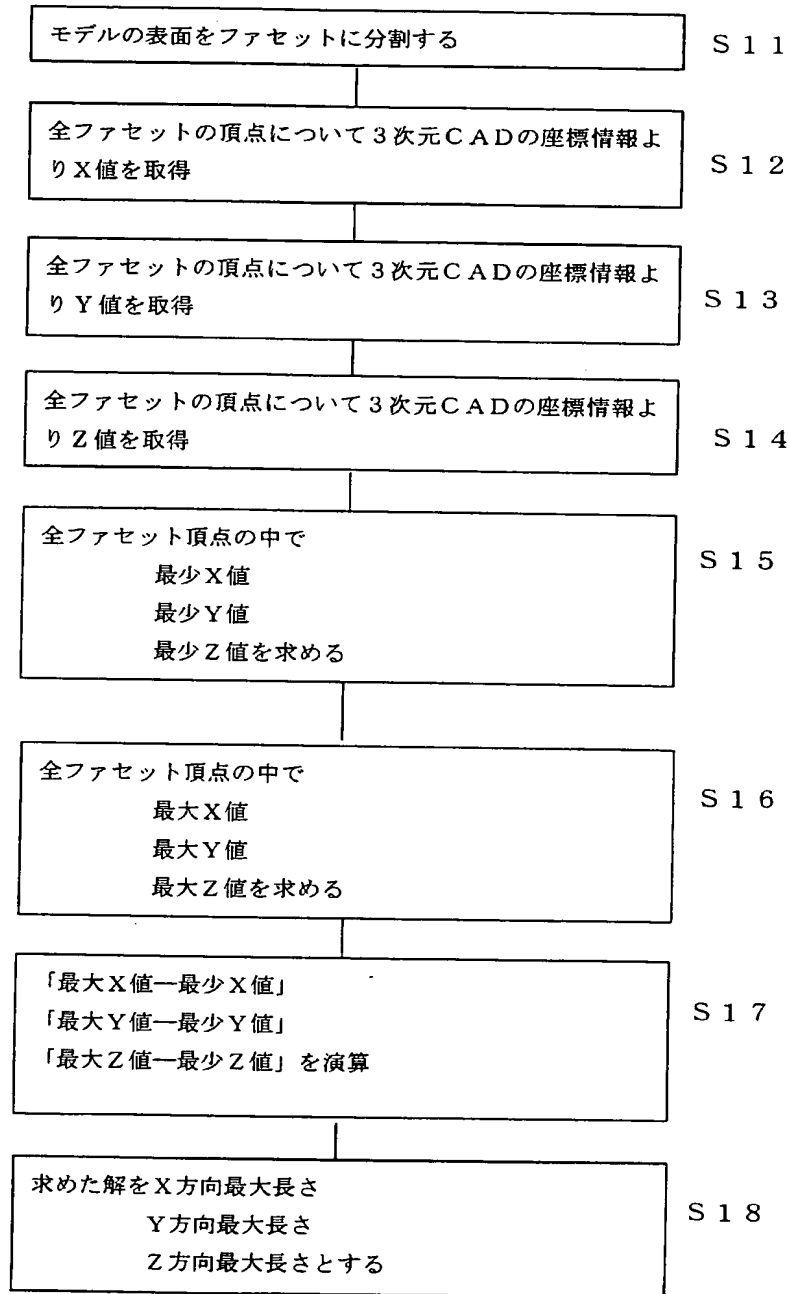 モデルの表面をファセットに分割する
S11
全ファセットの頂点について3次元CADの座標情報よ
りX値を取得
S12
全ファセットの頂点について3次元CADの座標情報よ
りY値を取得
S13
全ファセットの頂点について3次元CADの座標情報よ
りZ値を取得
S14
全ファセット頂点の中で
最少X値
最少Y値
最少Z値を求める
S15
全ファセット頂点の中で
最大X値
最大Y値
最大Z値を求める
S16
「最大X値―最少X値」
「最大Y値―最少Y値」
「最大Z値―最少Z値」を演算
S17
求めた解をX方向最大長さ
Y方向最大長さ
Z方向最大長さとする
S18